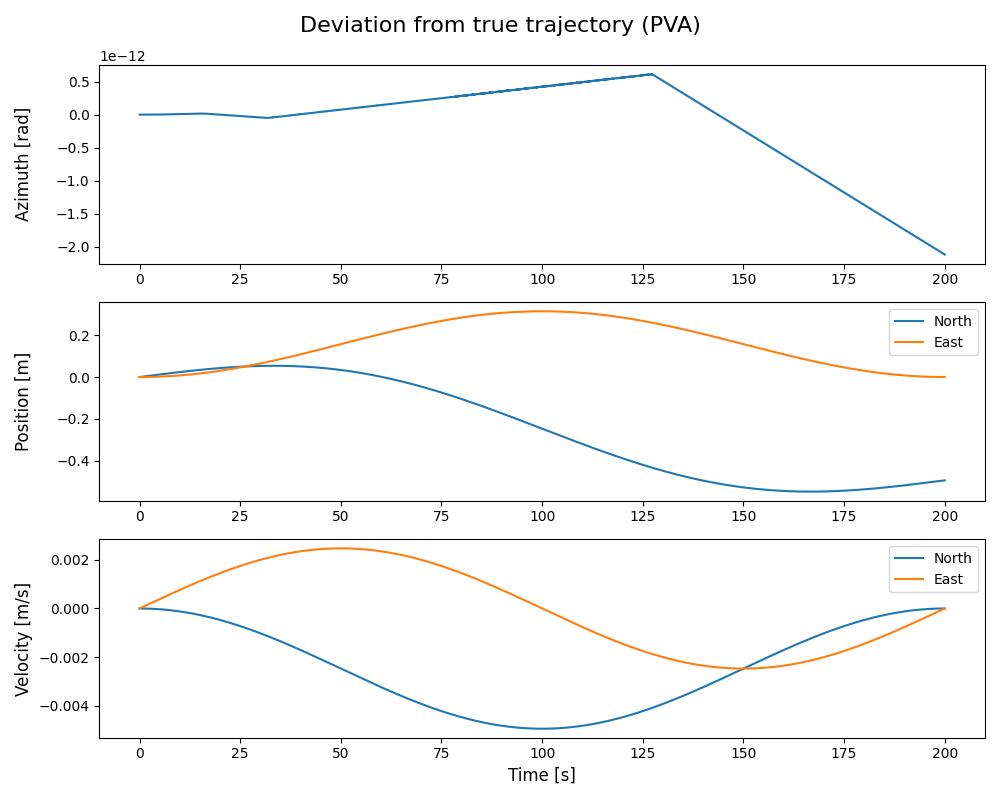 Deviation from true trajectory (PVA)
1e−12
0.5
0.0
−0.5
−1.0
−1.5
−2.0
Azimuth [rad]
0 25 50 75 100 125 150 175 200
0.2
0.0
−0.2
−0.4
Position [m]
North
East
0 25 50 75 100 125 150 175 200
0.002
0.000
−0.002
−0.004
Velocity [m/s]
North
East
0 25 50 75 100 125 150 175 200
Time [s]